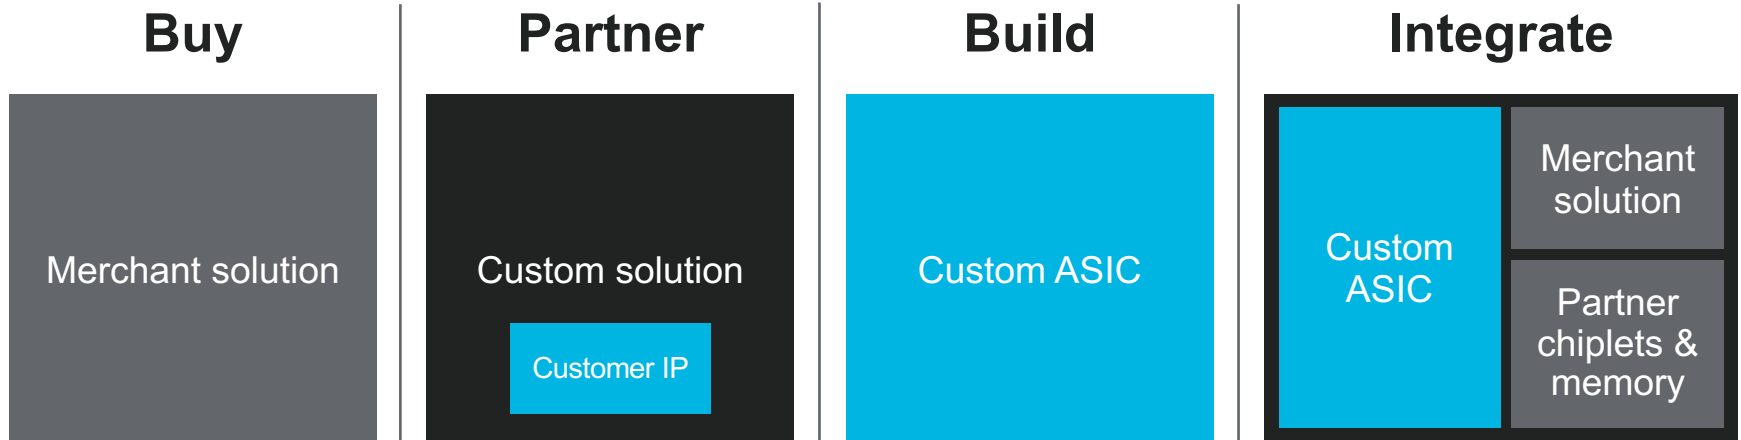 Buy
Merchant solution
Partner
Custom solution
Customer IP
Build
Custom ASIC
Integrate
Custom
ASIC
Merchant
solution
Partner
chiplets &
memory